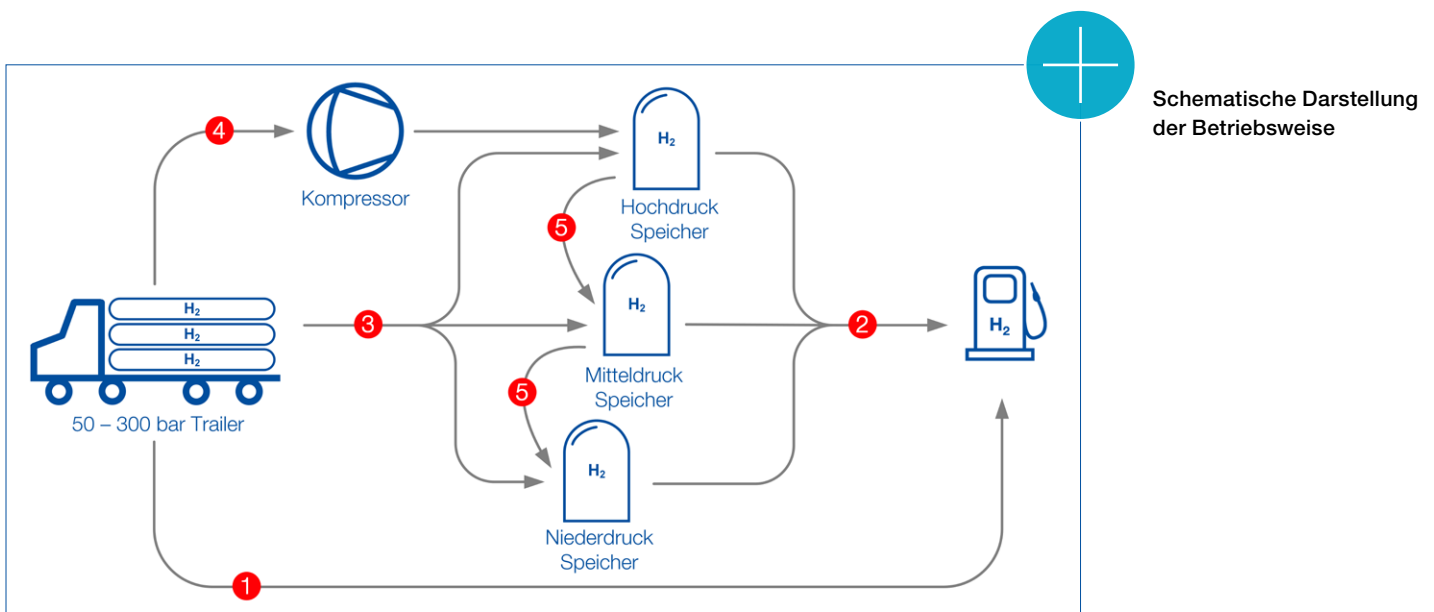 Schematische Darstellung
der Betriebsweise
4
Kompressor
H₂
Hochdruck
Speicher
5
H₂
H₂
H₂
50 – 300 bar Trailer
3
H₂
Mitteldruck
Speicher
5
2
H₂
H₂
Niederdruck
Speicher
1